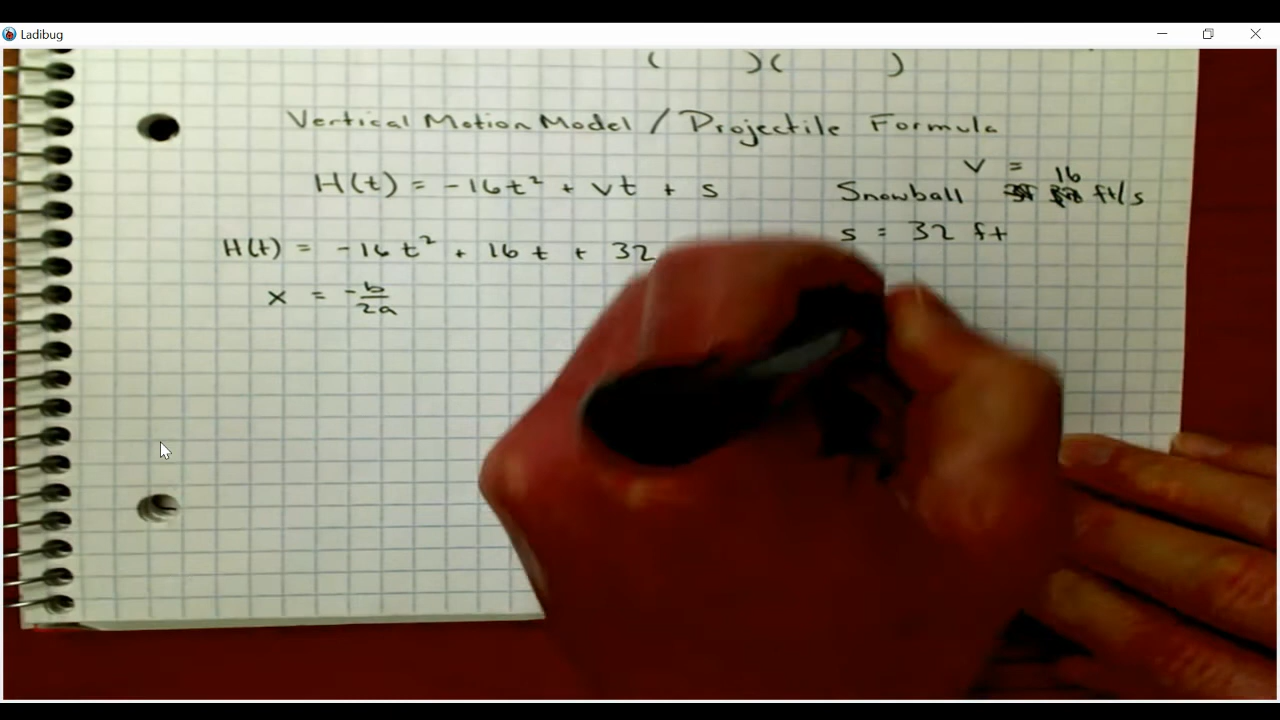 Ladibug
( )( )
Vertical Motion Model / Projectile Formula
H(t) = -16t² + vt + s
v = 16
Snowball ft/s
s = 32 ft
H(t) = -16t² + 16t + 32
x = -b/2a